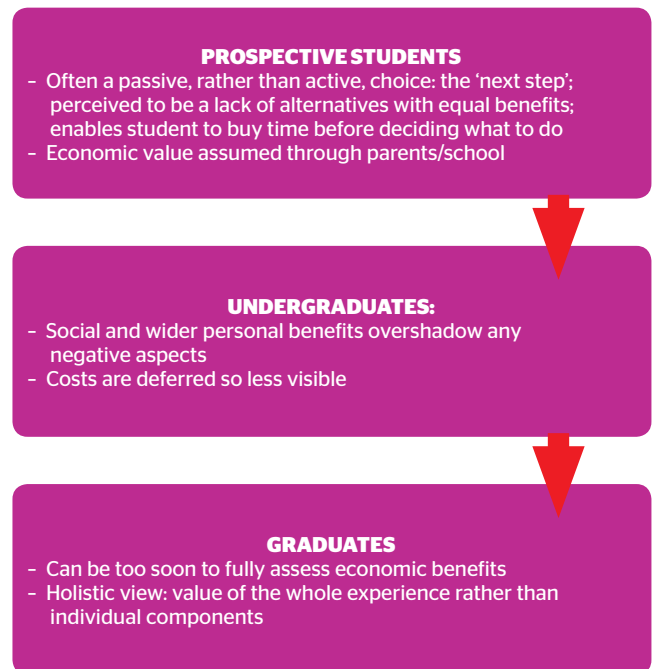 PROSPECTIVE STUDENTS
– Often a passive, rather than active, choice: the ‘next step’;
perceived to be a lack of alternatives with equal benefits;
enables student to buy time before deciding what to do
– Economic value assumed through parents/school
UNDERGRADUATES:
– Social and wider personal benefits overshadow any
negative aspects
– Costs are deferred so less visible
GRADUATES
– Can be too soon to fully assess economic benefits
– Holistic view: value of the whole experience rather than
individual components